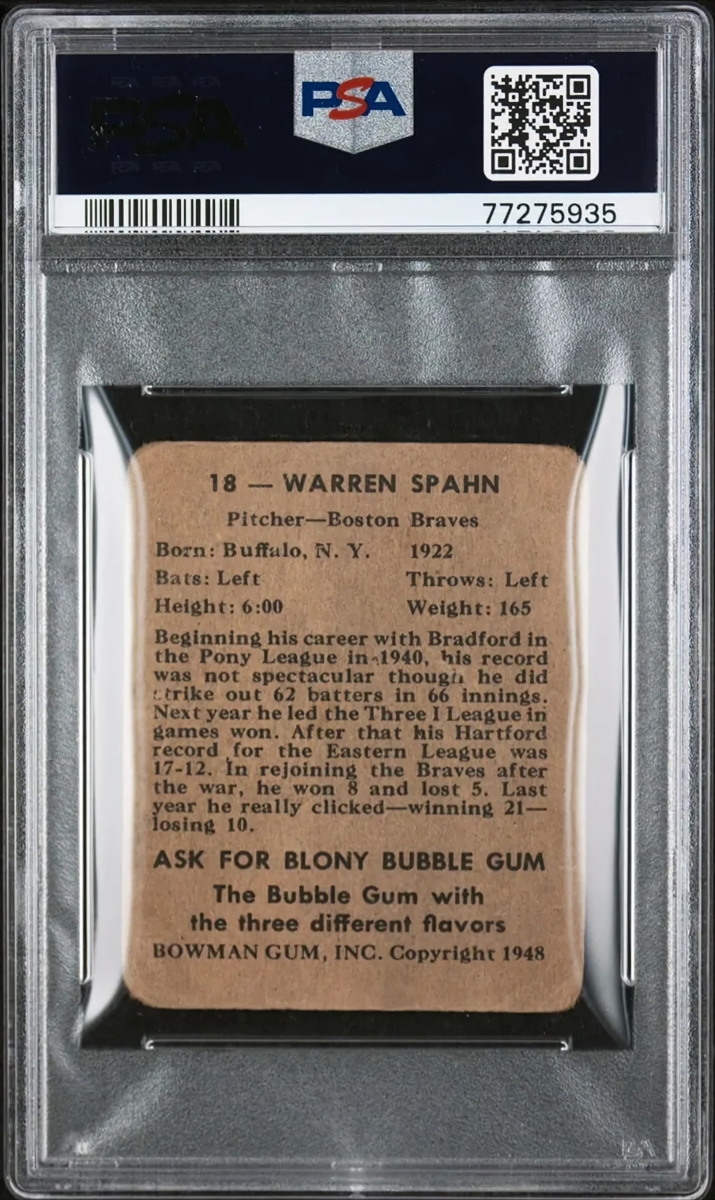 PSA
77275935
18 — WARREN SPAHN
Pitcher—Boston Braves
Born: Buffalo, N. Y. 1922
Bats: Left Throws: Left
Height: 6:00 Weight: 165
Beginning his career with Bradford in
the Pony League in 1940, his record
was not spectacular though he did
strike out 62 batters in 66 innings.
Next year he led the Three I League in
games won. After that his Hartford
record for the Eastern League was
17-12. In rejoining the Braves after
the war, he won 8 and lost 5. Last
year he really clicked—winning 21—
losing 10.
ASK FOR BLONY BUBBLE GUM
The Bubble Gum with
the three different flavors
BOWMAN GUM, INC. Copyright 1948